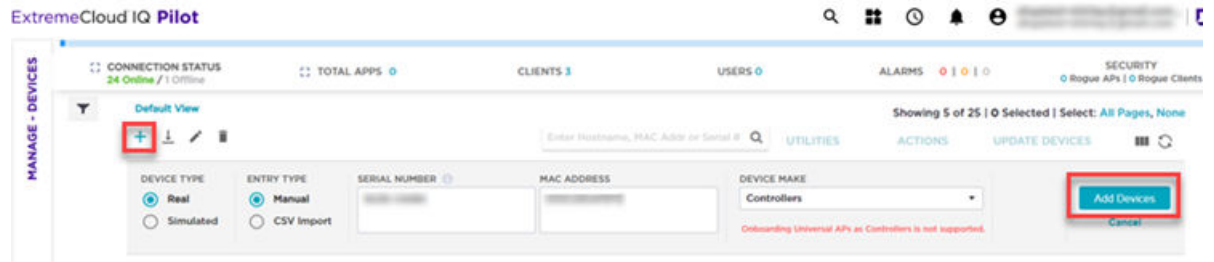 ExtremeCloud IQ Pilot
MANAGE - DEVICES
CONNECTION STATUS
24 Online / 1 Offline
TOTAL APPS 0
CLIENTS 3
USERS 0
ALARMS 0 | 0 | 0
SECURITY
0 Rogue APs | 0 Rogue Clients
Default View
Showing 5 of 25 | 0 Selected | Select: All Pages, None
Enter Hostname, MAC Addr or Serial #
UTILITIES
ACTIONS
UPDATE DEVICES
DEVICE TYPE
Real
Simulated
ENTRY TYPE
Manual
CSV Import
SERIAL NUMBER
MAC ADDRESS
DEVICE MAKE
Controllers
Onboarding Universal APs as Controllers is not supported.
Add Devices
Cancel